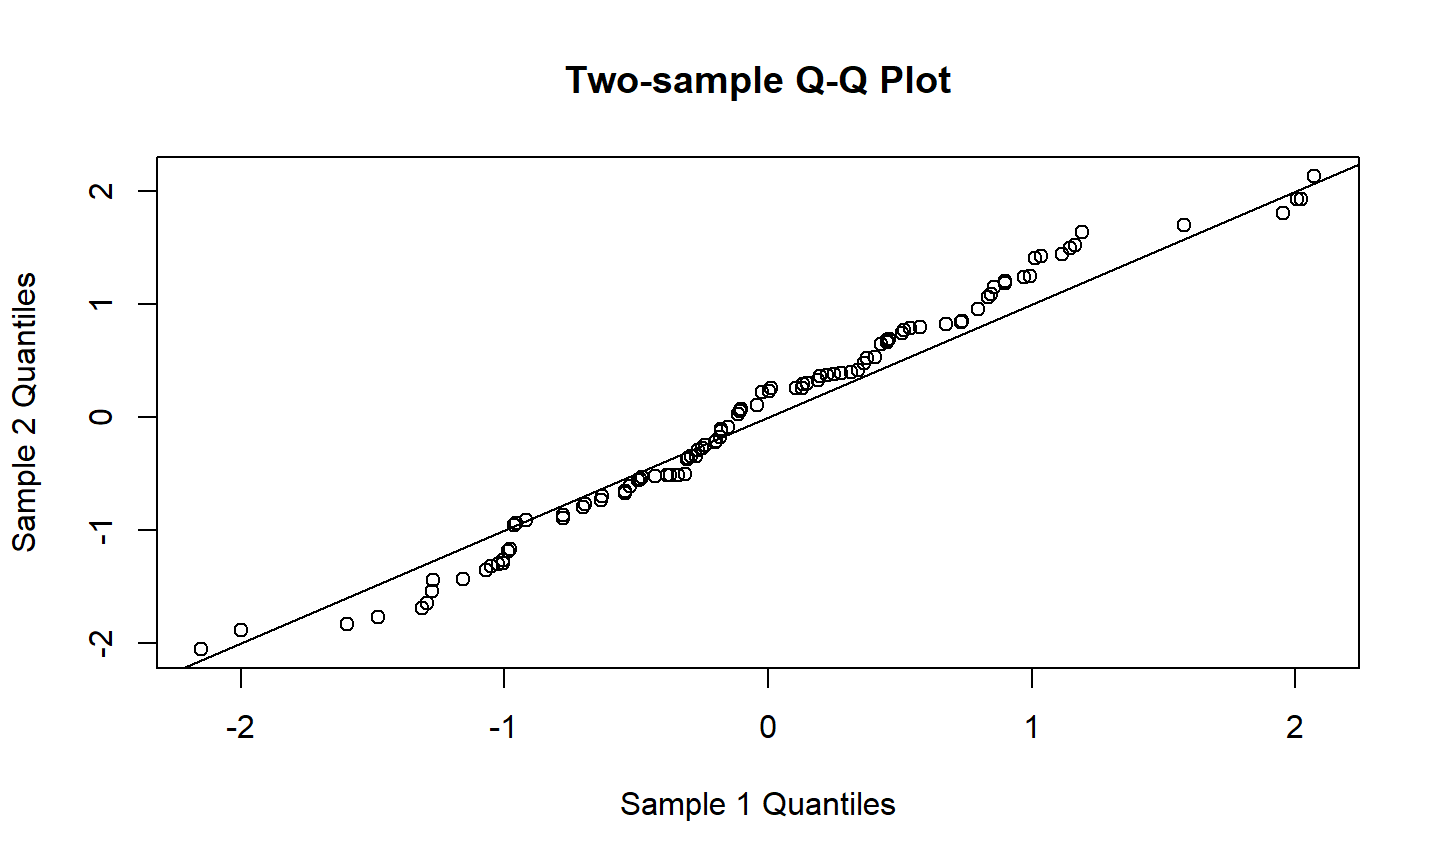 Two-sample Q-Q Plot
Sample 2 Quantiles
2
1
0
-1
-2
-2 -1 0 1 2
Sample 1 Quantiles